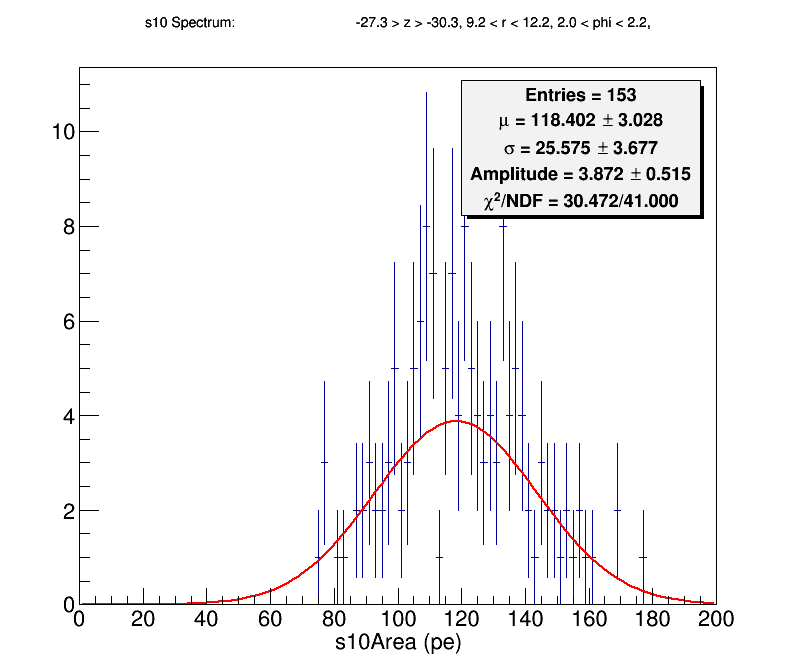 s10 Spectrum: -27.3 > z > -30.3, 9.2 < r < 12.2, 2.0 < phi < 2.2,
Entries = 153
μ = 118.402 ± 3.028
σ = 25.575 ± 3.677
Amplitude = 3.872 ± 0.515
χ²/NDF = 30.472/41.000
10
8
6
4
2
0
0 20 40 60 80 100 120 140 160 180 200
s10Area (pe)